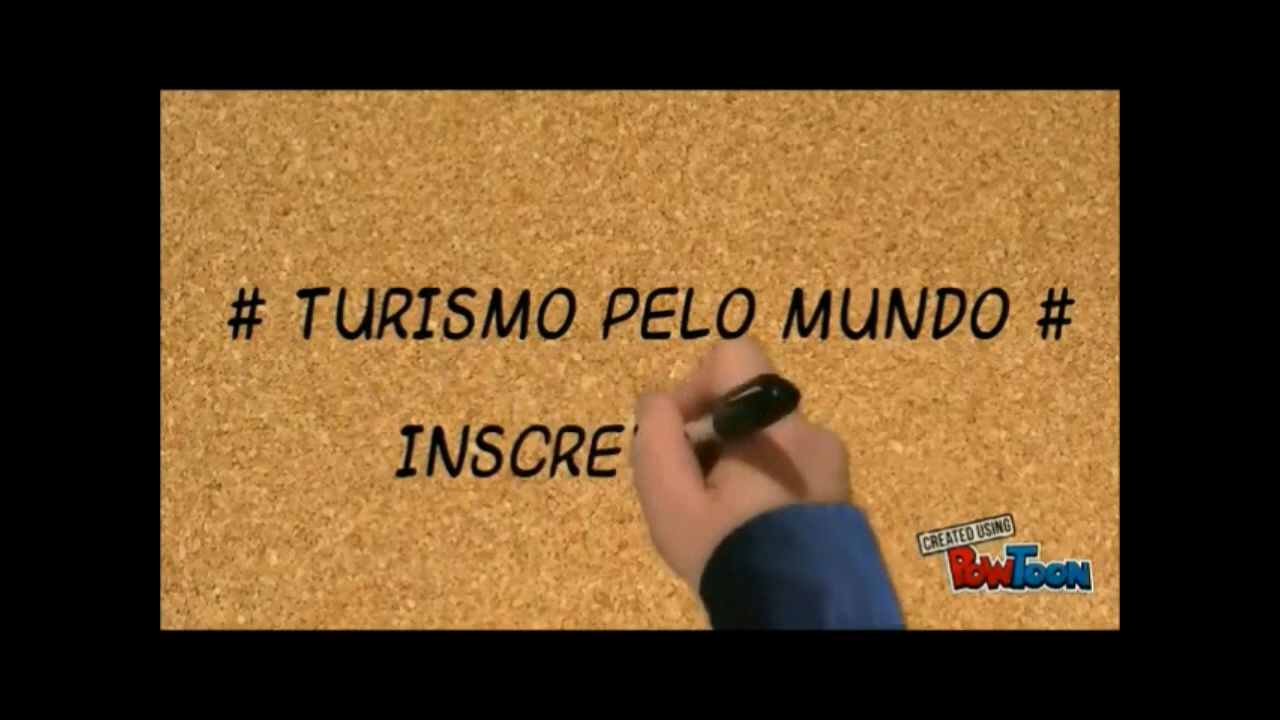 # TURISMO PELO MUNDO #
INSCRE
CREATED USING
POWTOON